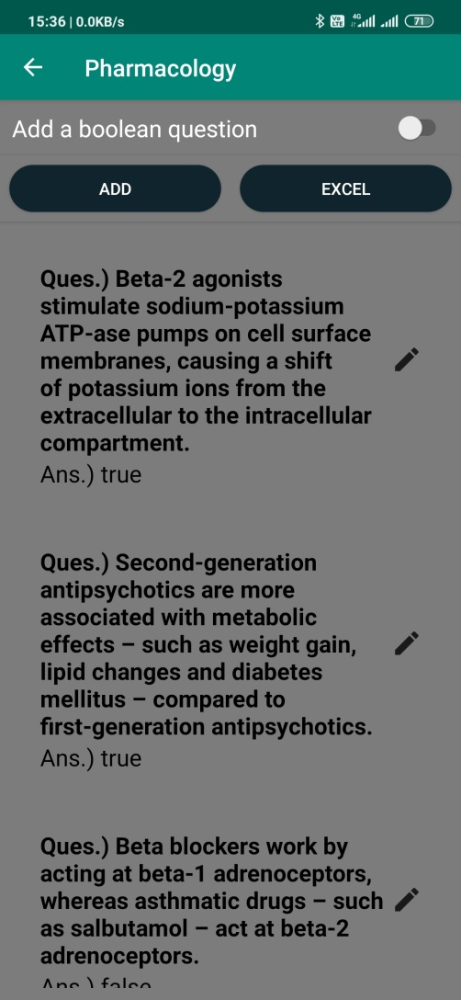 15:36 | 0.0KB/s
Vo LTE 4G 71
Pharmacology
Add a boolean question
ADD EXCEL
Ques.) Beta-2 agonists
stimulate sodium-potassium
ATP-ase pumps on cell surface
membranes, causing a shift
of potassium ions from the
extracellular to the intracellular
compartment.
Ans.) true
Ques.) Second-generation
antipsychotics are more
associated with metabolic
effects – such as weight gain,
lipid changes and diabetes
mellitus – compared to
first-generation antipsychotics.
Ans.) true
Ques.) Beta blockers work by
acting at beta-1 adrenoceptors,
whereas asthmatic drugs – such
as salbutamol – act at beta-2
adrenoceptors.
Ans.) false